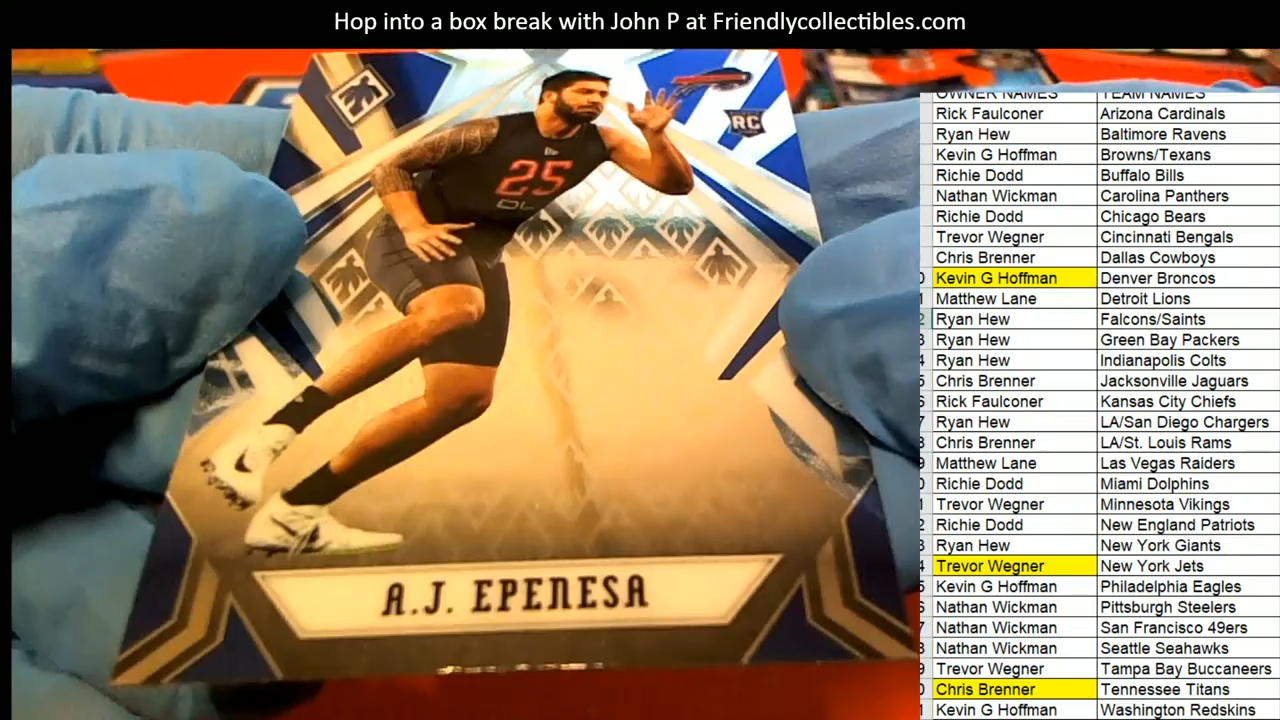 Hop into a box break with John P at Friendlycollectibles.com
RC
25
DL
A.J. EPENESA
OWNER NAMES TEAM NAMES
Rick Faulconer Arizona Cardinals
Ryan Hew Baltimore Ravens
Kevin G Hoffman Browns/Texans
Richie Dodd Buffalo Bills
Nathan Wickman Carolina Panthers
Richie Dodd Chicago Bears
Trevor Wegner Cincinnati Bengals
Chris Brenner Dallas Cowboys
Kevin G Hoffman Denver Broncos
Matthew Lane Detroit Lions
Ryan Hew Falcons/Saints
Ryan Hew Green Bay Packers
Ryan Hew Indianapolis Colts
Chris Brenner Jacksonville Jaguars
Rick Faulconer Kansas City Chiefs
Ryan Hew LA/San Diego Chargers
Chris Brenner LA/St. Louis Rams
Matthew Lane Las Vegas Raiders
Richie Dodd Miami Dolphins
Trevor Wegner Minnesota Vikings
Richie Dodd New England Patriots
Ryan Hew New York Giants
Trevor Wegner New York Jets
Kevin G Hoffman Philadelphia Eagles
Nathan Wickman Pittsburgh Steelers
Nathan Wickman San Francisco 49ers
Nathan Wickman Seattle Seahawks
Trevor Wegner Tampa Bay Buccaneers
Chris Brenner Tennessee Titans
Kevin G Hoffman Washington Redskins